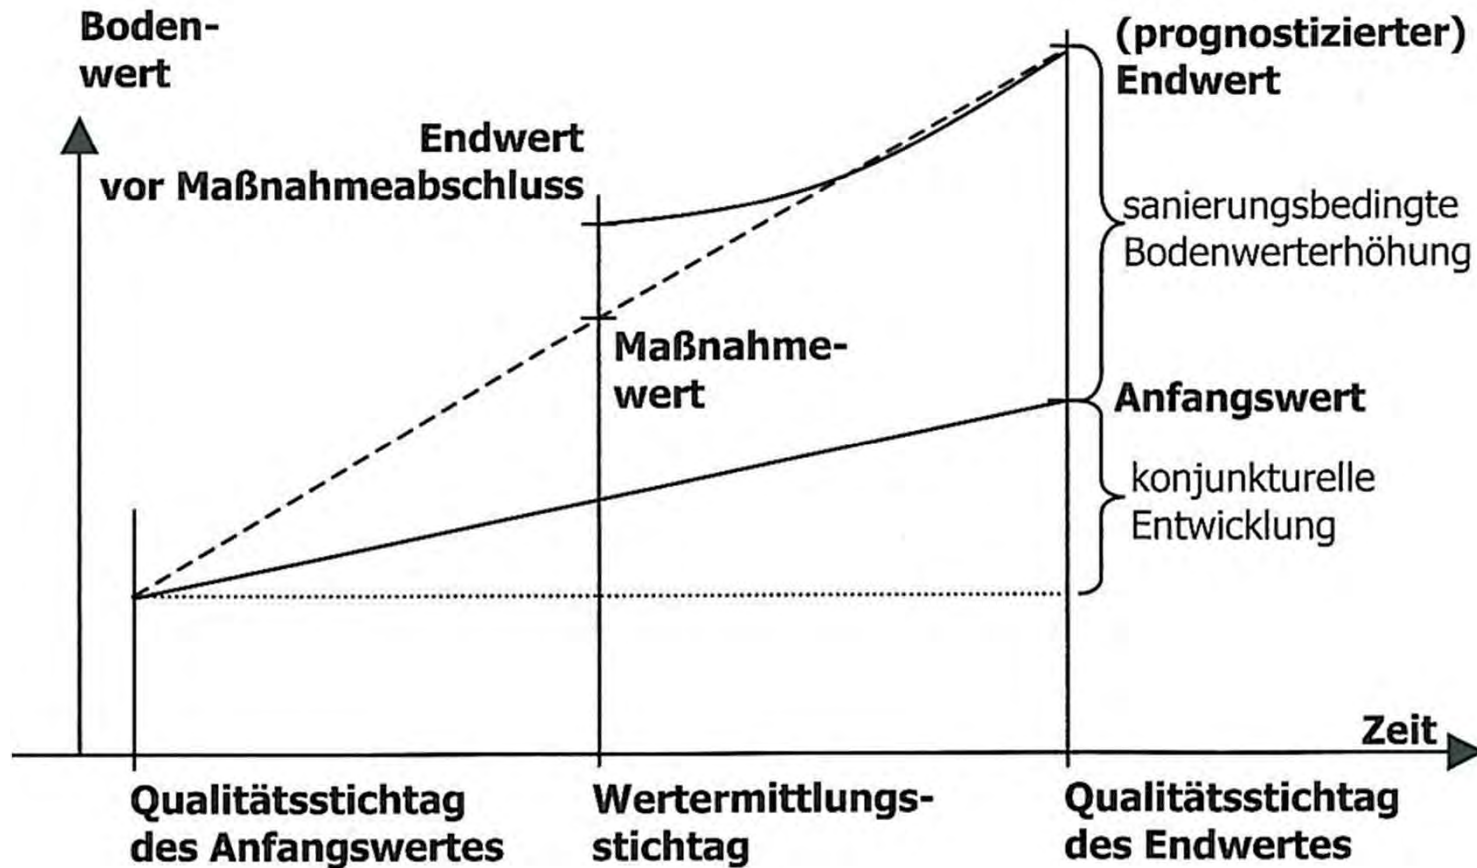 Boden-
wert
(prognostizierter)
Endwert
Endwert
vor Maßnahmeabschluss
sanierungsbedingte
Bodenwerterhöhung
Maßnahme-
wert
Anfangswert
konjunkturelle
Entwicklung
Zeit
Qualitätsstichtag
des Anfangswertes
Wertermittlungs-
stichtag
Qualitätsstichtag
des Endwertes